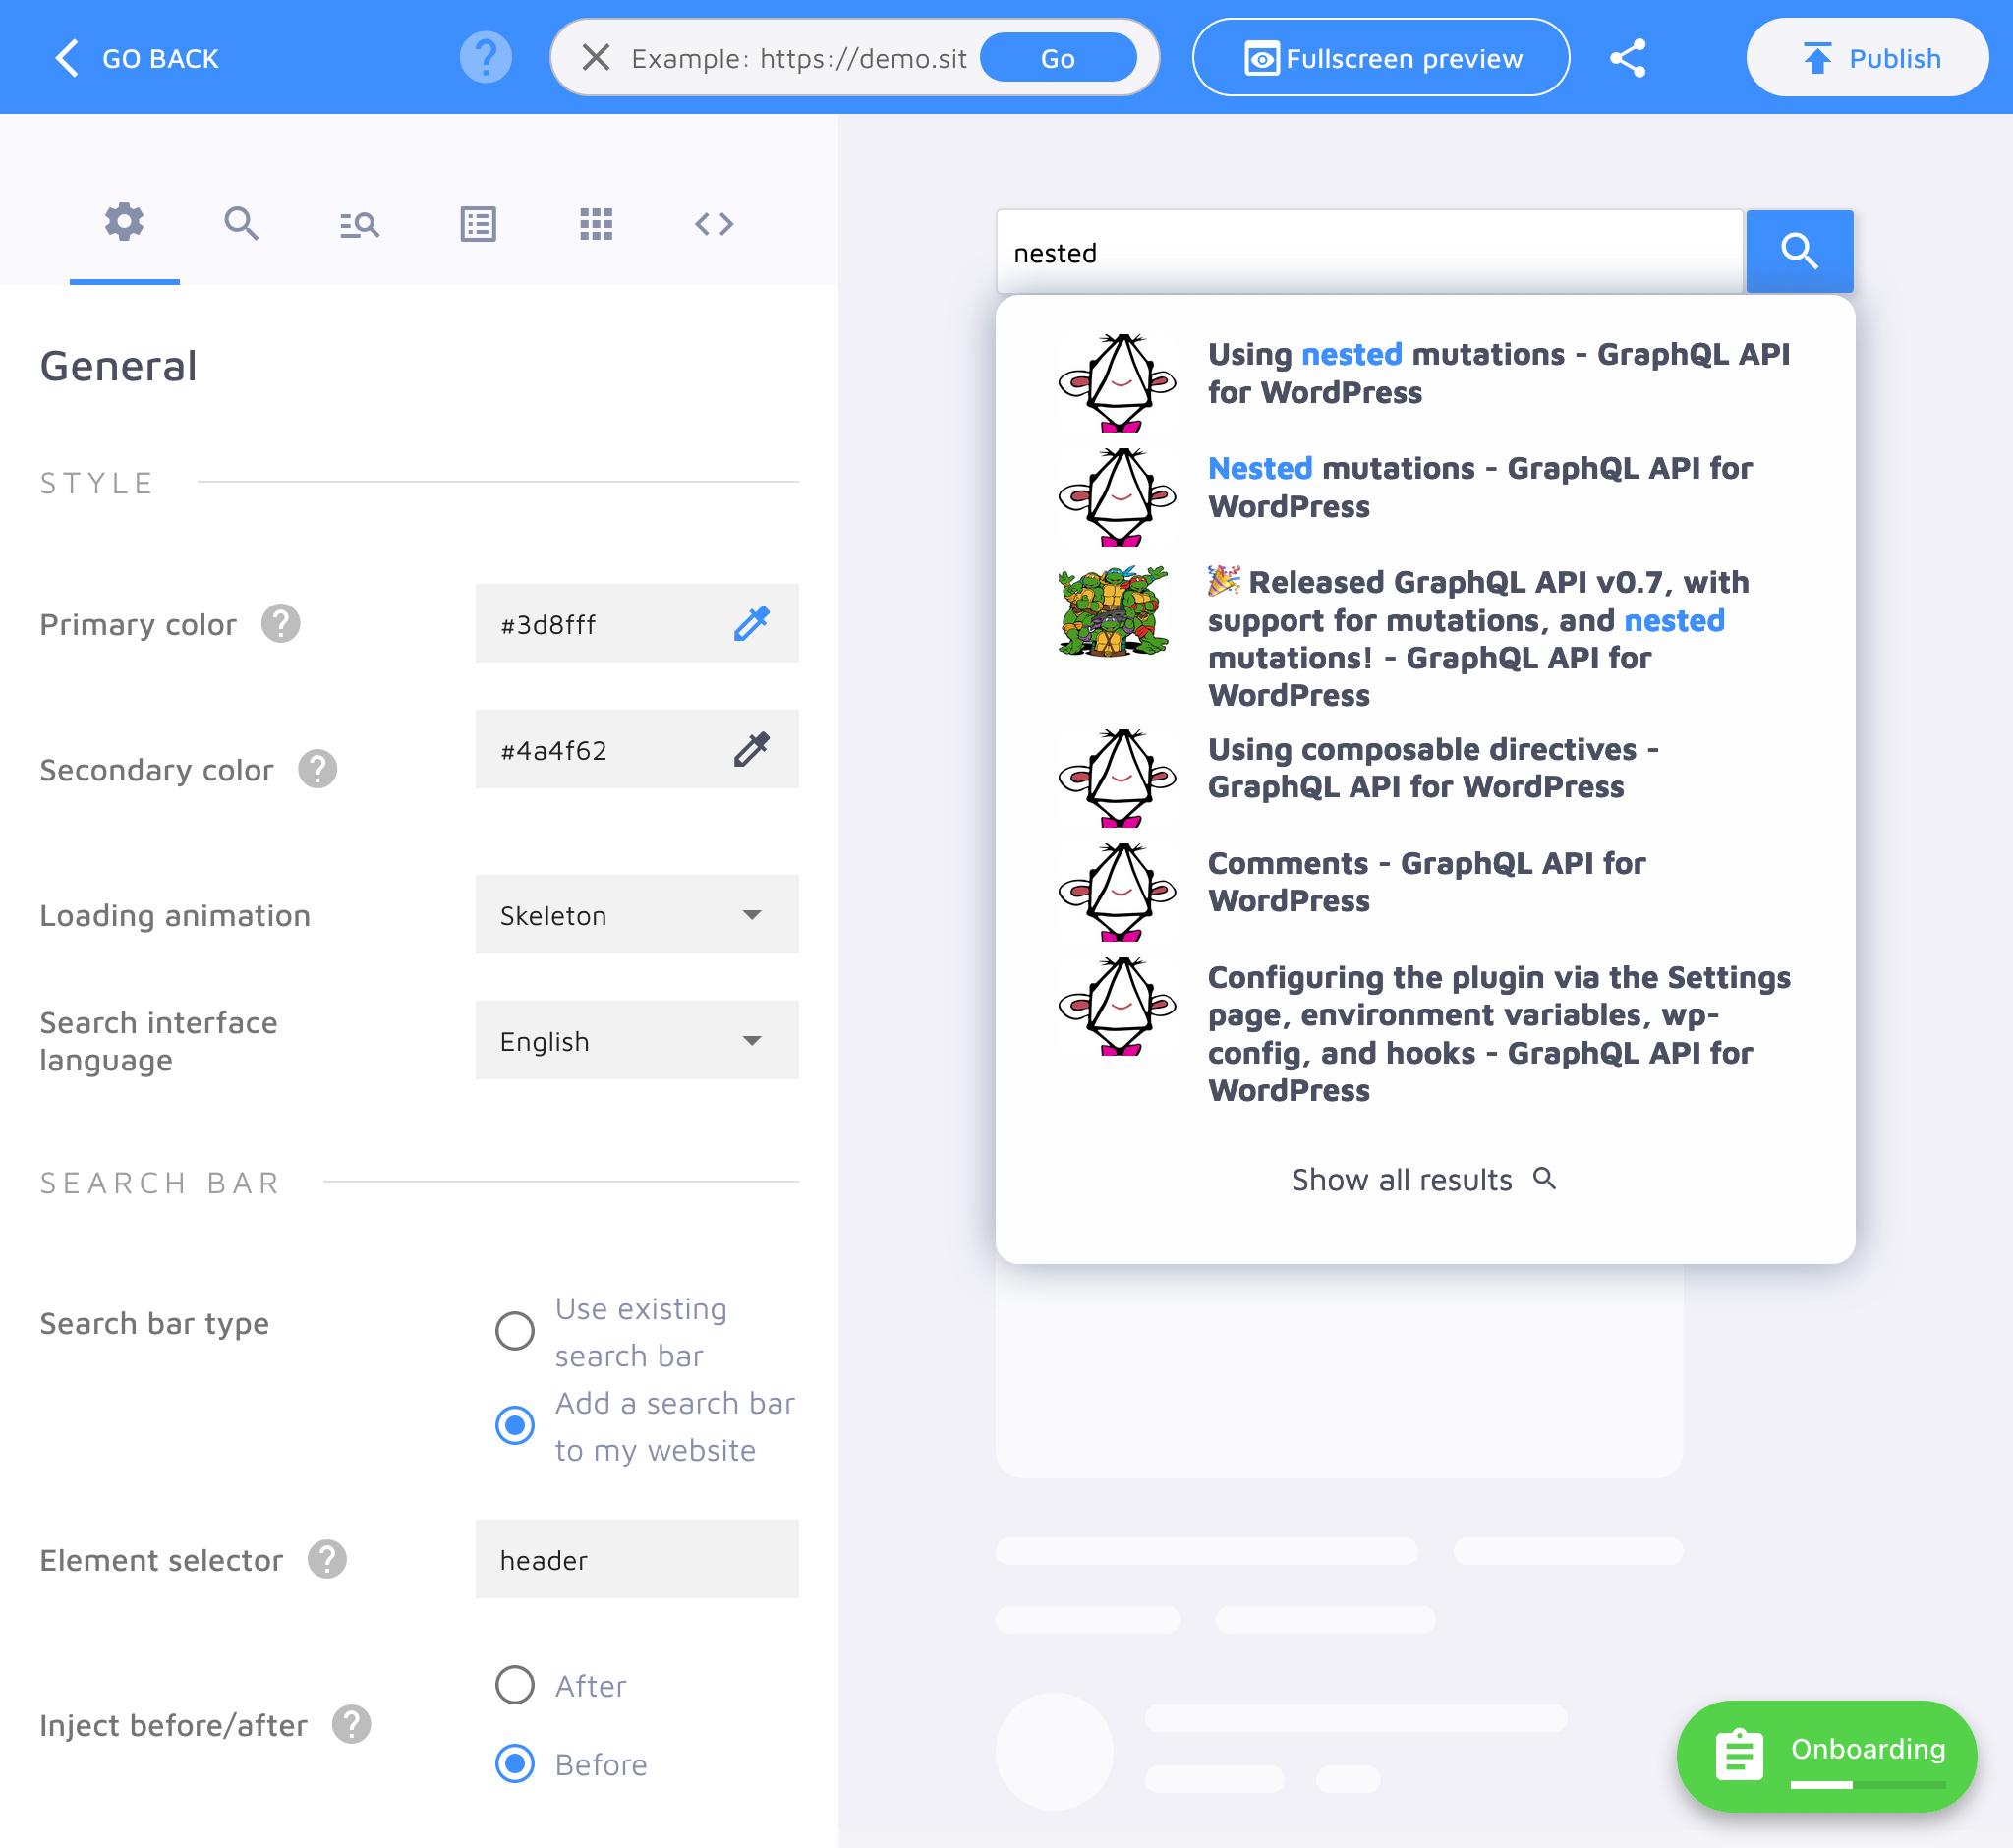 GO BACK
?
Example: https://demo.sit
Go
Fullscreen preview
Publish
General
STYLE
Primary color ?
#3d8fff
Secondary color ?
#4a4f62
Loading animation
Skeleton
Search interface
language
English
SEARCH BAR
Search bar type
Use existing
search bar
Add a search bar
to my website
Element selector ?
header
Inject before/after ?
After
Before
nested
Using nested mutations - GraphQL API
for WordPress
Nested mutations - GraphQL API for
WordPress
🎉 Released GraphQL API v0.7, with
support for mutations, and nested
mutations! - GraphQL API for
WordPress
Using composable directives -
GraphQL API for WordPress
Comments - GraphQL API for
WordPress
Configuring the plugin via the Settings
page, environment variables, wp-
config, and hooks - GraphQL API for
WordPress
Show all results
Onboarding